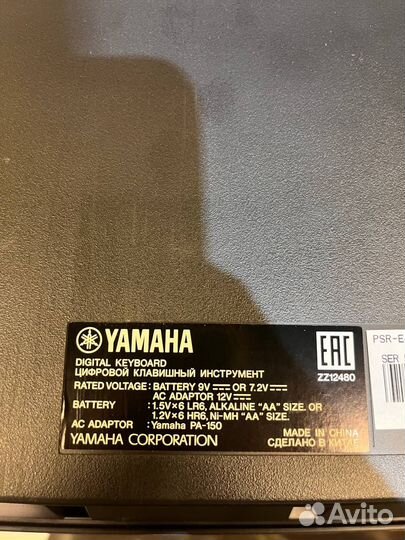 YAMAHA
DIGITAL KEYBOARD
ЦИФРОВОЙ КЛАВИШНЫЙ ИНСТРУМЕНТ
RATED VOLTAGE: BATTERY 9V⎓ OR 7.2V⎓
AC ADAPTOR 12V⎓
BATTERY : 1.5V×6 LR6, ALKALINE “AA” SIZE. OR
1.2V×6 HR6, Ni-MH “AA” SIZE.
AC ADAPTOR : Yamaha PA-150
YAMAHA CORPORATION
EAC
ZZ12480
MADE IN CHINA
СДЕЛАНО В КИТАЕ
PSR-E
SER
Avito